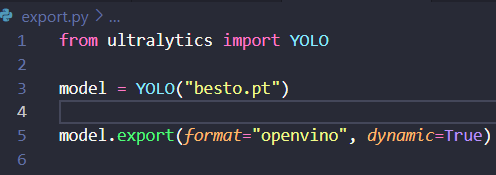 export.py > ...
1 from ultralytics import YOLO
2
3 model = YOLO("besto.pt")
4
5 model.export(format="openvino", dynamic=True)
6